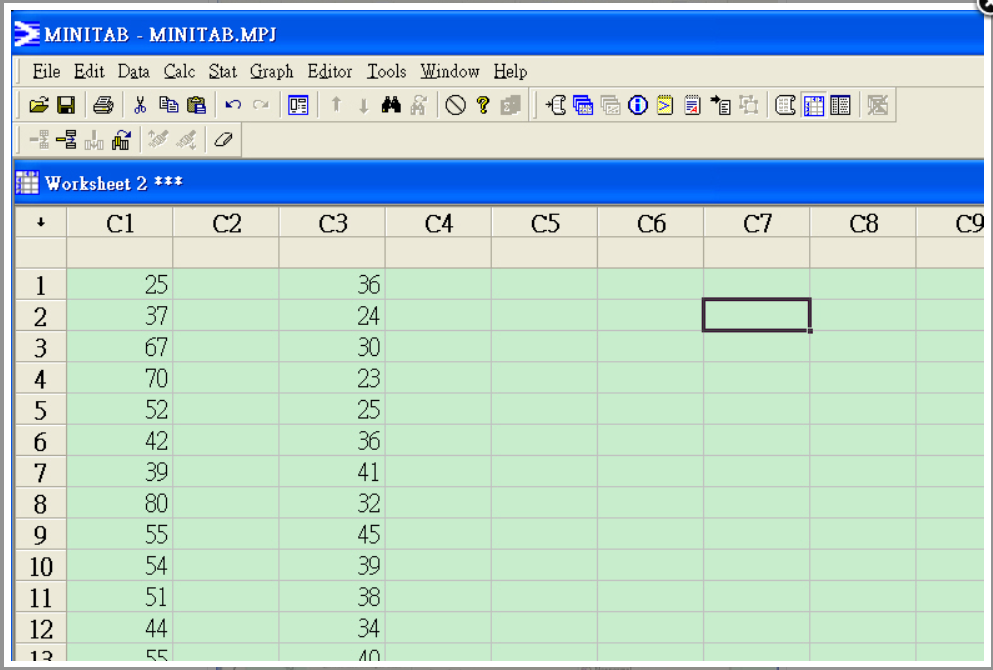 MINITAB - MINITAB.MPJ
File Edit Data Calc Stat Graph Editor Tools Window Help
Worksheet 2 ***
C1 C2 C3 C4 C5 C6 C7 C8 C9
1 25 36
2 37 24
3 67 30
4 70 23
5 52 25
6 42 36
7 39 41
8 80 32
9 55 45
10 54 39
11 51 38
12 44 34
13 55 40